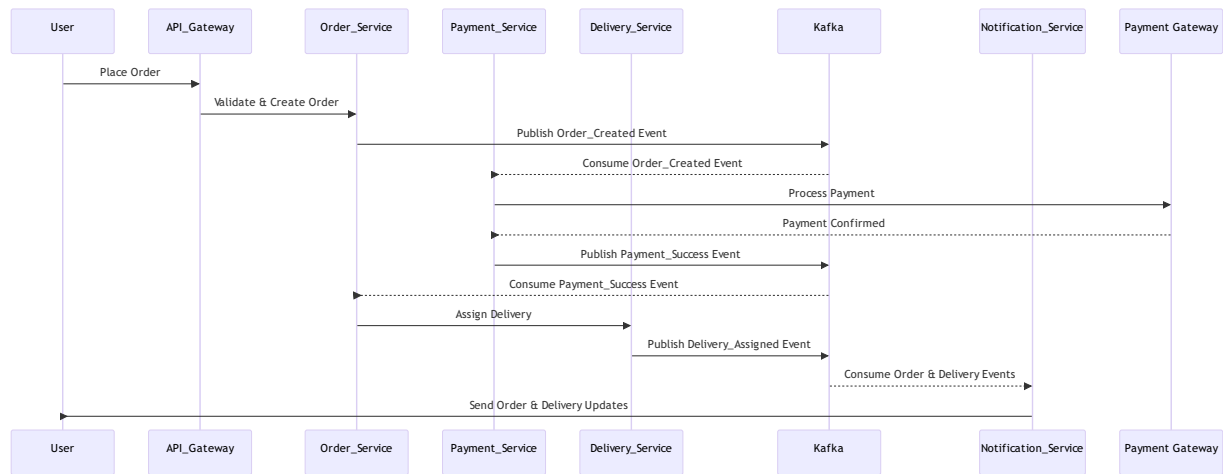 User API_Gateway Order_Service Payment_Service Delivery_Service Kafka Notification_Service Payment Gateway
Place Order
Validate & Create Order
Publish Order_Created Event
Consume Order_Created Event
Process Payment
Payment Confirmed
Publish Payment_Success Event
Consume Payment_Success Event
Assign Delivery
Publish Delivery_Assigned Event
Consume Order & Delivery Events
Send Order & Delivery Updates
User API_Gateway Order_Service Payment_Service Delivery_Service Kafka Notification_Service Payment Gateway